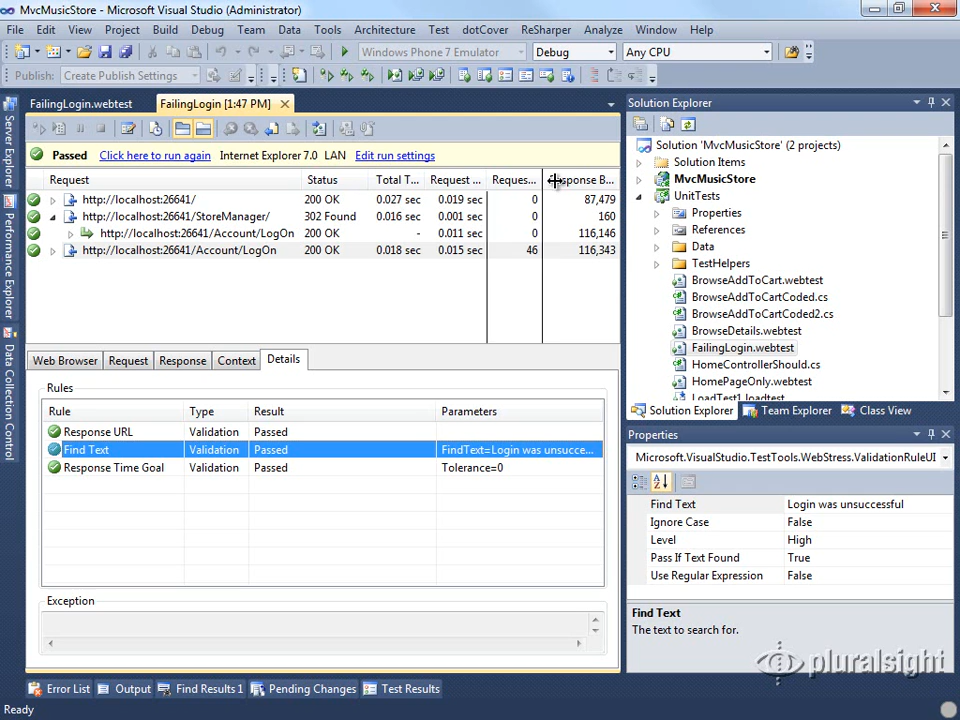 MvcMusicStore - Microsoft Visual Studio (Administrator)
File Edit View Project Build Debug Team Data Tools Architecture Test dotCover ReSharper Analyze Window Help
Windows Phone 7 Emulator Debug Any CPU
Publish: Create Publish Settings
FailingLogin.webtest FailingLogin [1:47 PM]
Passed Click here to run again Internet Explorer 7.0 LAN Edit run settings
Request Status Total T... Request ... Reques... sponse B...
http://localhost:26641/ 200 OK 0.027 sec 0.019 sec 0 87,479
http://localhost:26641/StoreManager/ 302 Found 0.016 sec 0.001 sec 0 160
http://localhost:26641/Account/LogOn 200 OK - 0.011 sec 0 116,146
http://localhost:26641/Account/LogOn 200 OK 0.018 sec 0.015 sec 46 116,343
Web Browser Request Response Context Details
Rules
Rule Type Result Parameters
Response URL Validation Passed
Find Text Validation Passed FindText=Login was unsucce...
Response Time Goal Validation Passed Tolerance=0
Exception
Server Explorer
Performance Explorer
Data Collection Control
Solution Explorer
Solution 'MvcMusicStore' (2 projects)
Solution Items
MvcMusicStore
UnitTests
Properties
References
Data
TestHelpers
BrowseAddToCart.webtest
BrowseAddToCartCoded.cs
BrowseAddToCartCoded2.cs
BrowseDetails.webtest
FailingLogin.webtest
HomeControllerShould.cs
HomePageOnly.webtest
LoadTest1.loadtest
Solution Explorer Team Explorer Class View
Properties
Microsoft.VisualStudio.TestTools.WebStress.ValidationRuleUI
Find Text Login was unsuccessful
Ignore Case False
Level High
Pass If Text Found True
Use Regular Expression False
Find Text
The text to search for.
pluralsight
Error List Output Find Results 1 Pending Changes Test Results
Ready